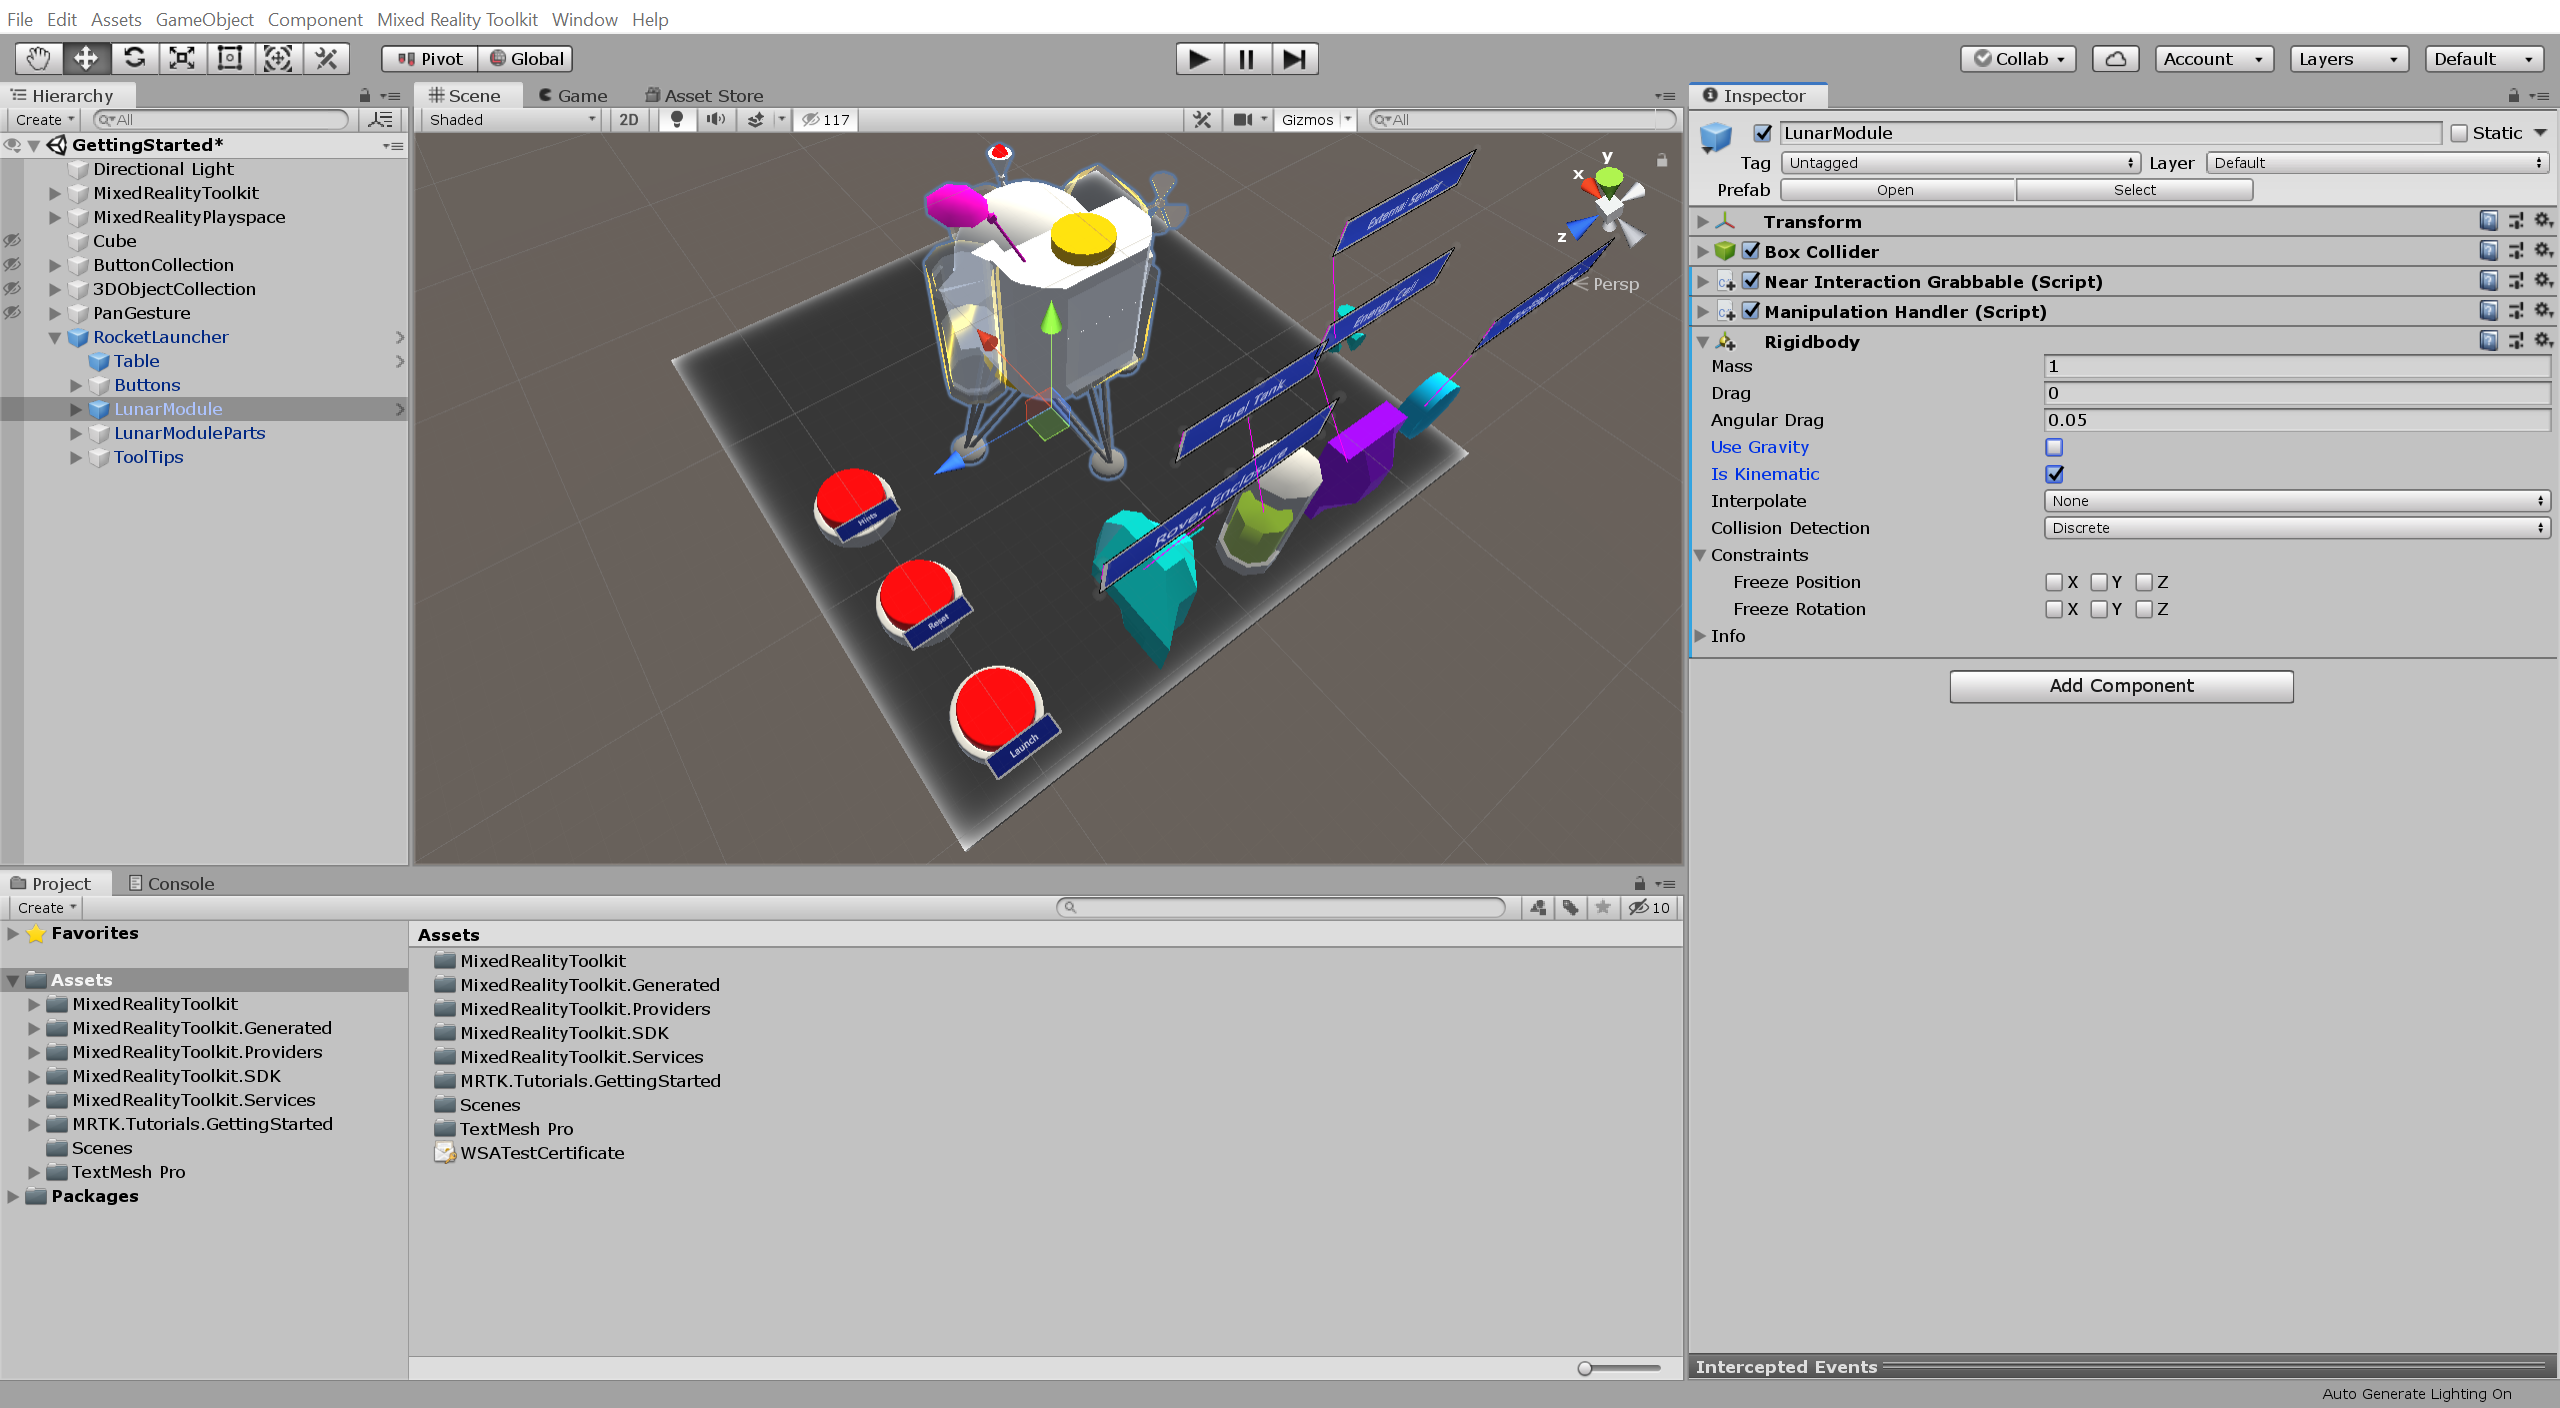 File Edit Assets GameObject Component Mixed Reality Toolkit Window Help
Pivot Global
Collab Account Layers Default
Hierarchy
Create All
GettingStarted*
Directional Light
MixedRealityToolkit
MixedRealityPlayspace
Cube
ButtonCollection
3DObjectCollection
PanGesture
RocketLauncher
Table
Buttons
LunarModule
LunarModuleParts
ToolTips
Scene Game Asset Store
Shaded 2D 117 Gizmos All
y
x
z
Persp
External Sensor
Energy Cell
Fuel Tank
Rover Enclosure
Hints
Reset
Launch
Inspector
LunarModule Static
Tag Untagged Layer Default
Prefab Open Select
Transform
Box Collider
Near Interaction Grabbable (Script)
Manipulation Handler (Script)
Rigidbody
Mass 1
Drag 0
Angular Drag 0.05
Use Gravity
Is Kinematic
Interpolate None
Collision Detection Discrete
Constraints
Freeze Position X Y Z
Freeze Rotation X Y Z
Info
Add Component
Project Console
Create 10
Favorites
Assets
MixedRealityToolkit
MixedRealityToolkit.Generated
MixedRealityToolkit.Providers
MixedRealityToolkit.SDK
MixedRealityToolkit.Services
MRTK.Tutorials.GettingStarted
Scenes
TextMesh Pro
Packages
Assets
MixedRealityToolkit
MixedRealityToolkit.Generated
MixedRealityToolkit.Providers
MixedRealityToolkit.SDK
MixedRealityToolkit.Services
MRTK.Tutorials.GettingStarted
Scenes
TextMesh Pro
WSATestCertificate
Intercepted Events
Auto Generate Lighting On